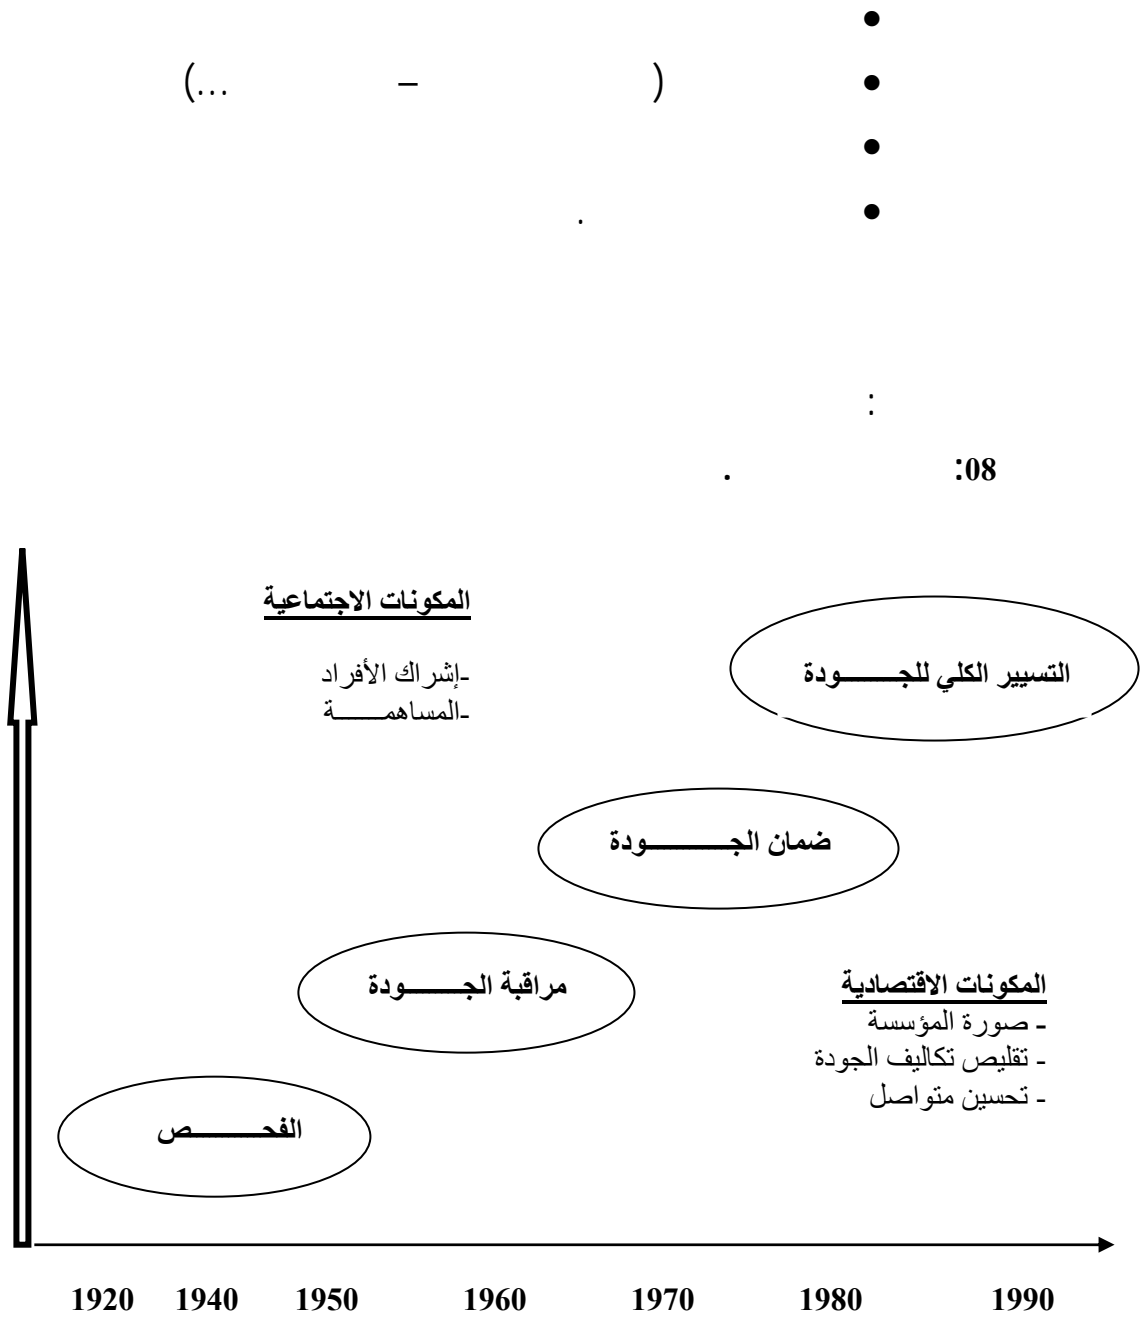 •
• ( – ...)
•
• .
:
08: .
المكونات الاجتماعية
-إشراك الأفراد
-المساهمـــــة
التسيير الكلي للجـــــودة
ضمان الجـــــودة
مراقبة الجـــــودة
المكونات الاقتصادية
- صورة المؤسسة
- تقليص تكاليف الجودة
- تحسين متواصل
الفحـــــص
1920 1940 1950 1960 1970 1980 1990